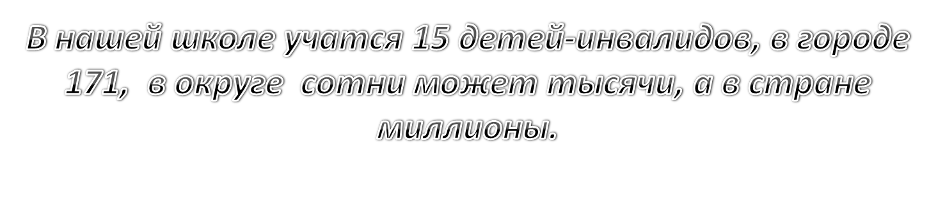 В нашей школе учатся 15 детей-инвалидов, в городе
171, в округе сотни может тысячи, а в стране
миллионы.